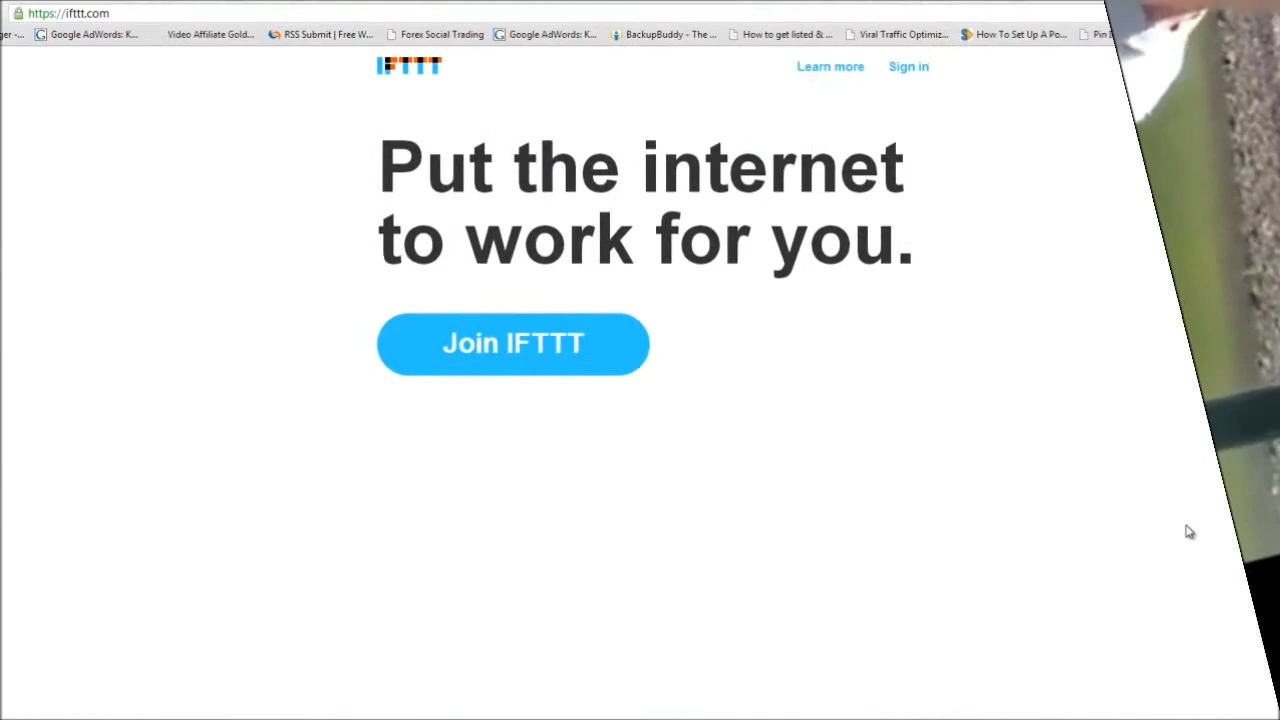 https://ifttt.com
ger -... Google AdWords: K... Video Affiliate Gold... RSS Submit | Free W... Forex Social Trading Google AdWords: K... BackupBuddy - The ... How to get listed & ... Viral Traffic Optimiz... How To Set Up A Po... Pin
IFTTT Learn more Sign in
Put the internet
to work for you.
Join IFTTT